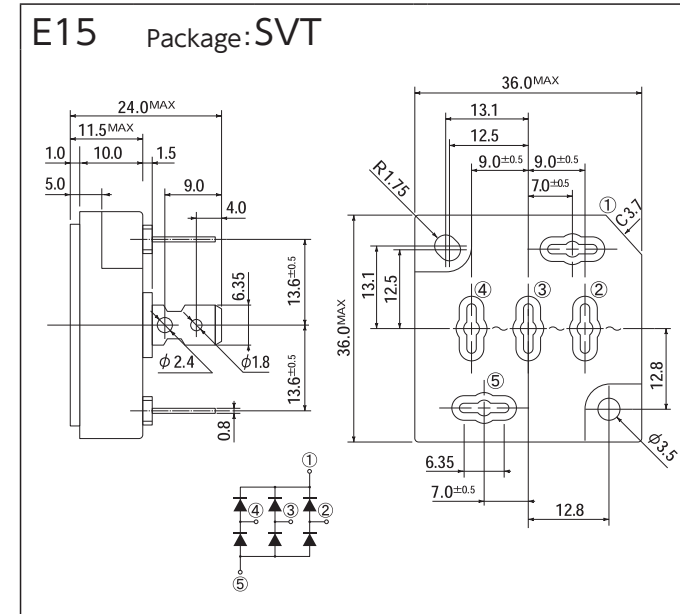 E15 Package:SVT
24.0MAX
11.5MAX
1.0 10.0 1.5
5.0 9.0
4.0
6.35
13.6±0.5
13.6±0.5
φ2.4 φ1.8
0.8
36.0MAX
13.1
12.5
9.0±0.5 9.0±0.5
7.0±0.5
R1.75
① C3.7
36.0MAX
13.1
12.5
④ ~ ③ ~ ② ~
12.8
⑤
φ3.5
6.35
7.0±0.5
12.8
①
④ ③ ②
⑤